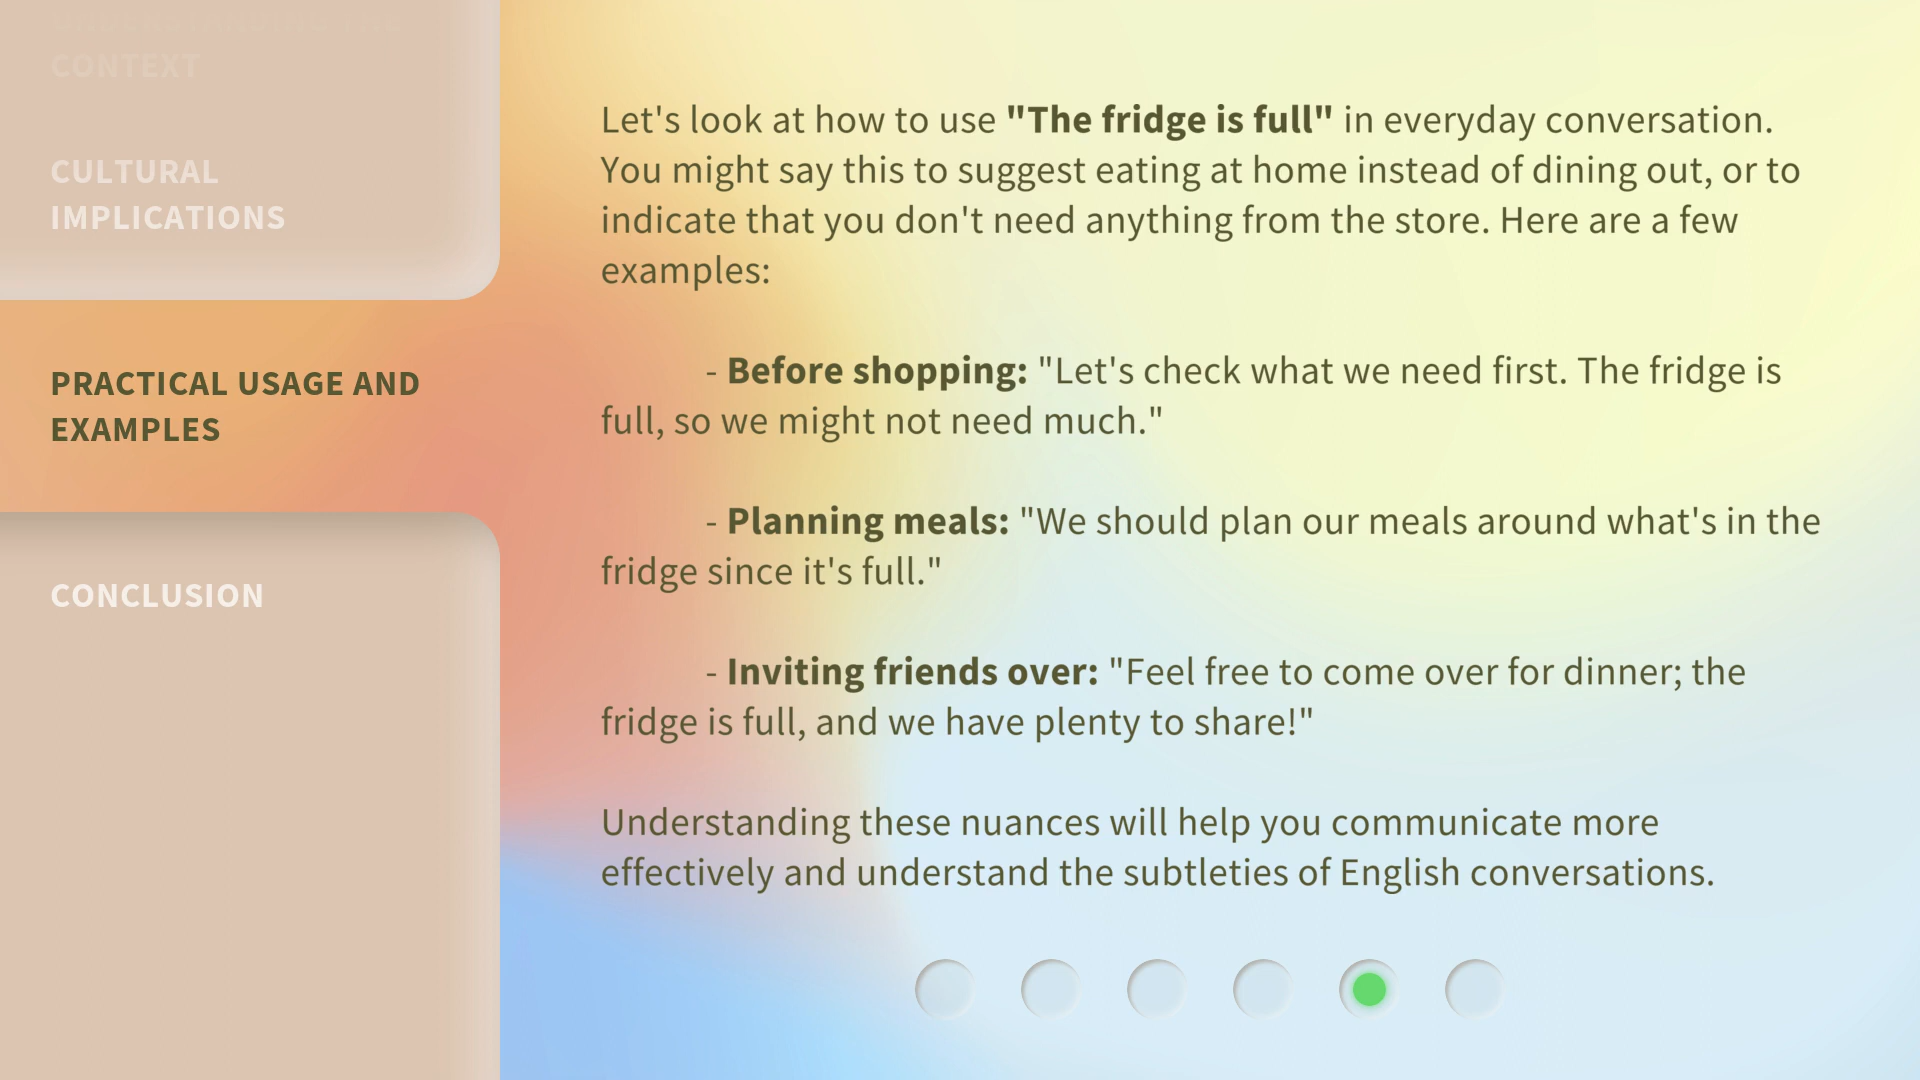 CONTEXT
CULTURAL
IMPLICATIONS
PRACTICAL USAGE AND
EXAMPLES
CONCLUSION
Let's look at how to use "The fridge is full" in everyday conversation.
You might say this to suggest eating at home instead of dining out, or to
indicate that you don't need anything from the store. Here are a few
examples:
- Before shopping: "Let's check what we need first. The fridge is
full, so we might not need much."
- Planning meals: "We should plan our meals around what's in the
fridge since it's full."
- Inviting friends over: "Feel free to come over for dinner; the
fridge is full, and we have plenty to share!"
Understanding these nuances will help you communicate more
effectively and understand the subtleties of English conversations.